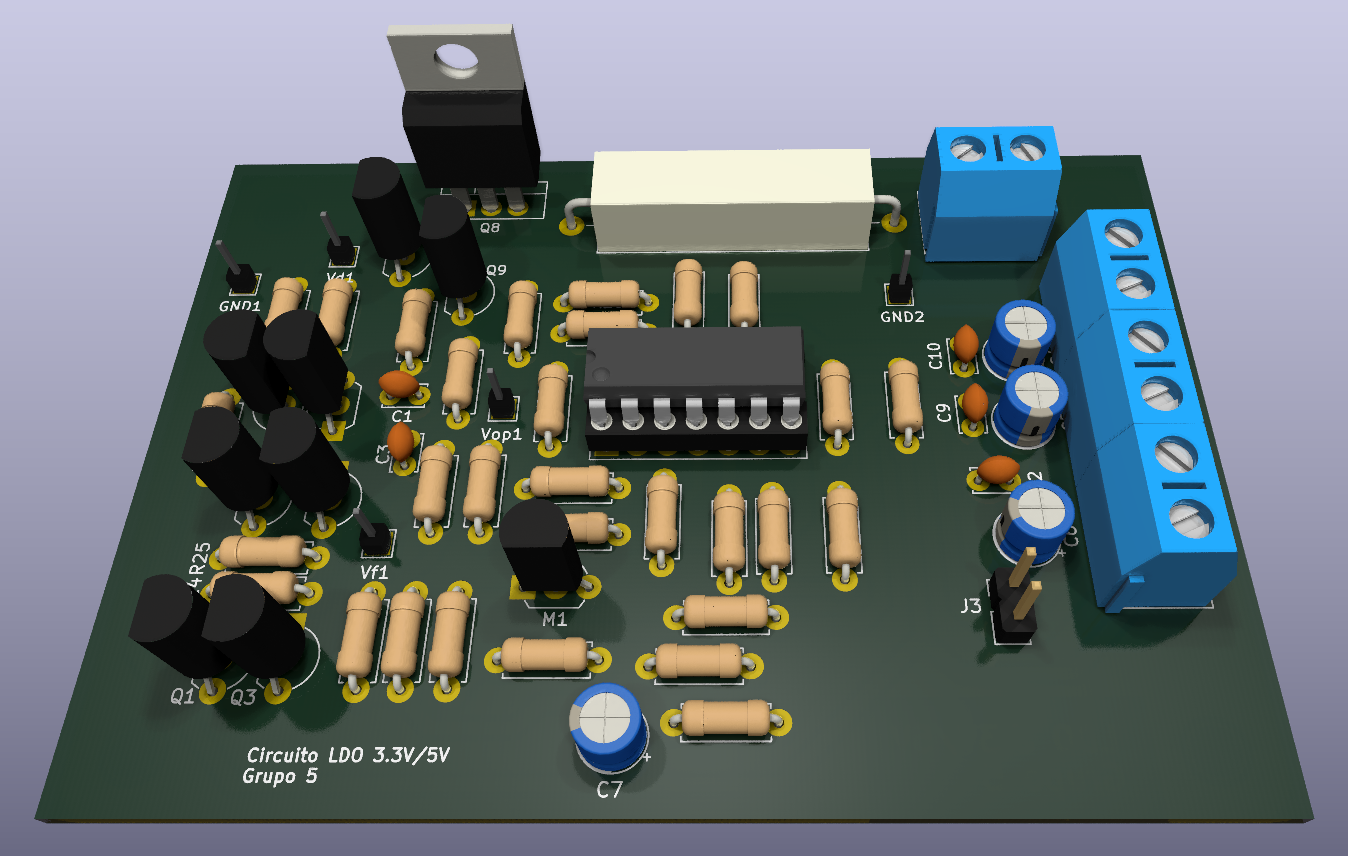 Q8
Q9
Vd1
GND1
GND2
C10
C1
Vop1
C9
C3
R25
Vf1
J3
M1
Q1
Q3
Circuito LDO 3.3V/5V
Grupo 5
+
C7